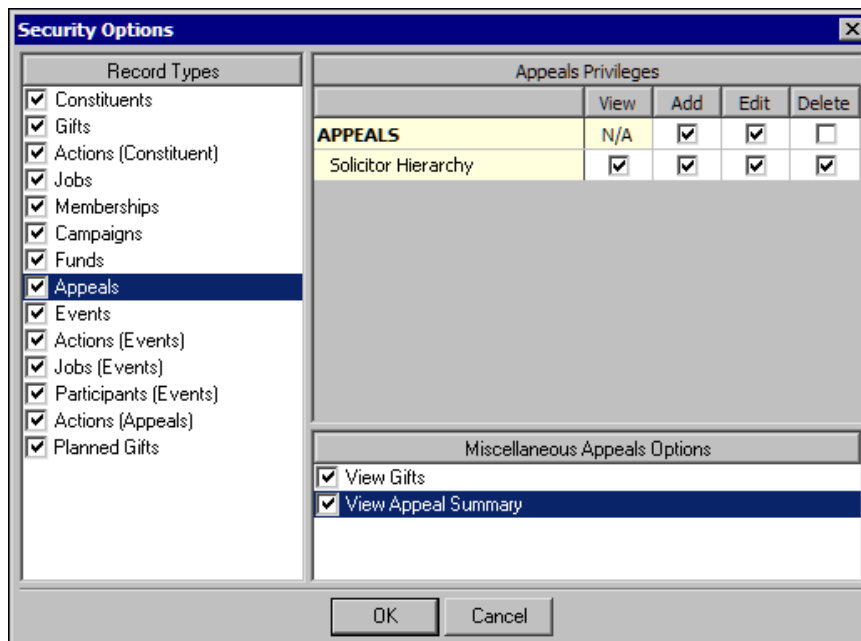 Security Options
Record Types
Constituents
Gifts
Actions (Constituent)
Jobs
Memberships
Campaigns
Funds
Appeals
Events
Actions (Events)
Jobs (Events)
Participants (Events)
Actions (Appeals)
Planned Gifts
Appeals Privileges
View Add Edit Delete
APPEALS N/A
Solicitor Hierarchy
Miscellaneous Appeals Options
View Gifts
View Appeal Summary
OK Cancel